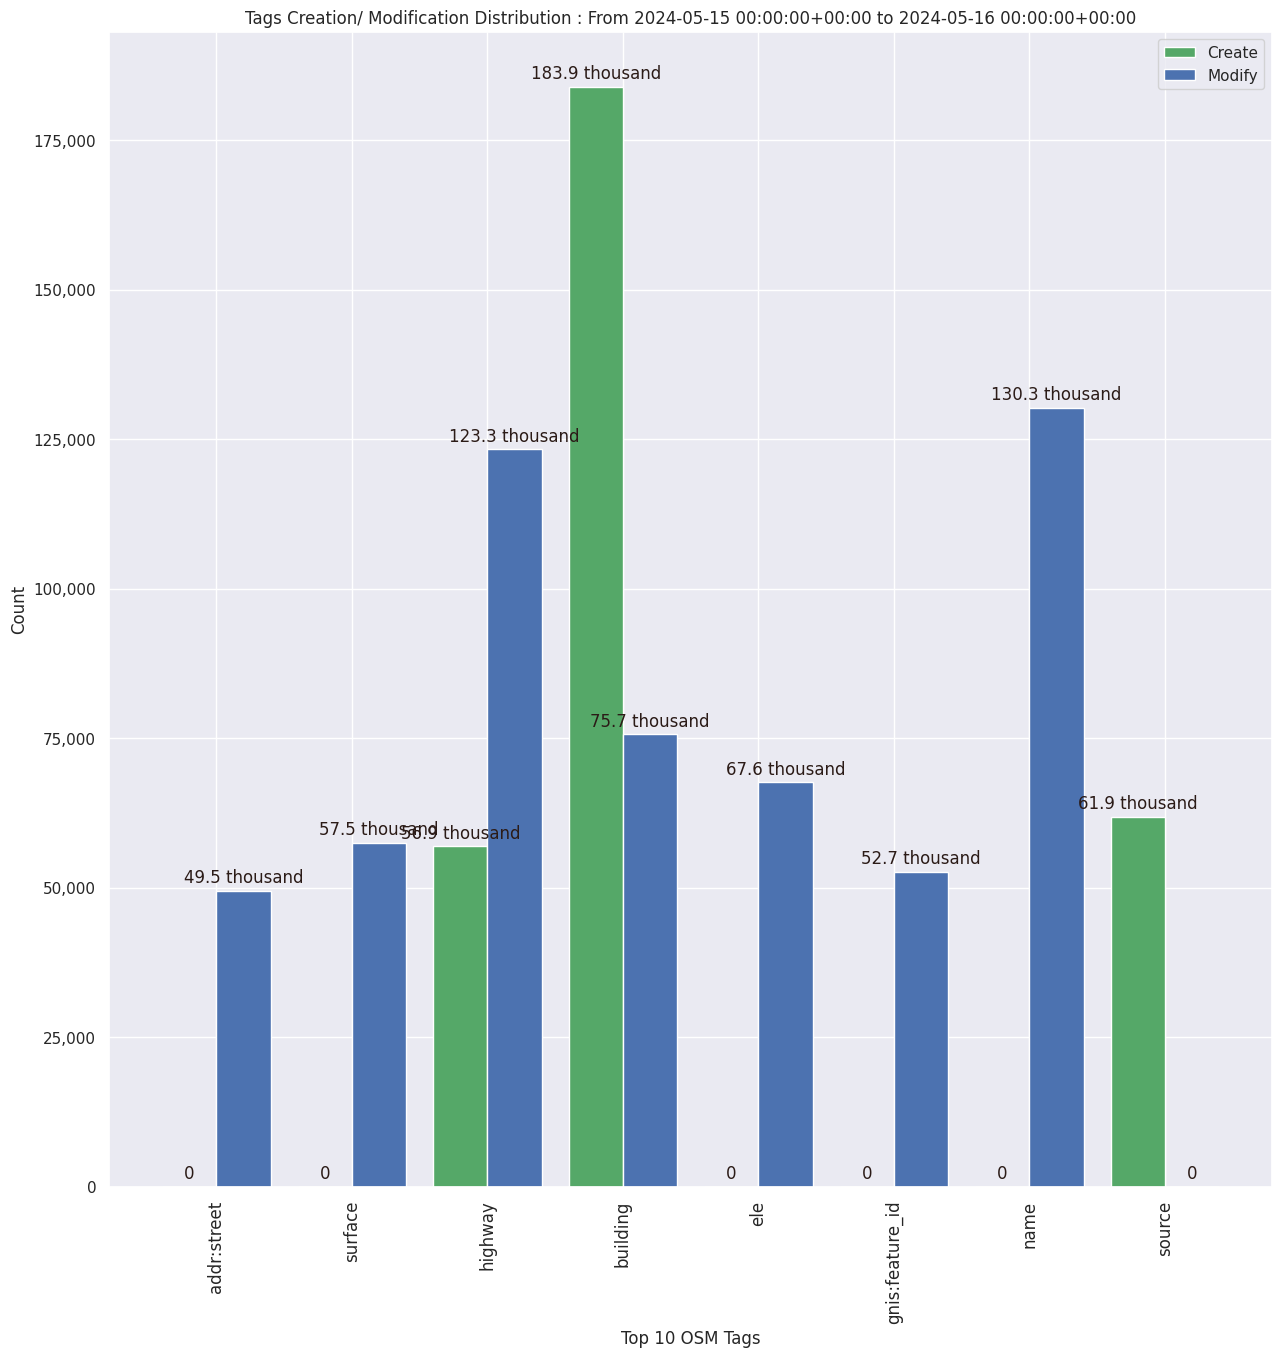 Tags Creation/ Modification Distribution : From 2024-05-15 00:00:00+00:00 to 2024-05-16 00:00:00+00:00
Create
Modify
183.9 thousand
130.3 thousand
123.3 thousand
75.7 thousand
67.6 thousand
61.9 thousand
57.5 thousand
56.9 thousand
52.7 thousand
49.5 thousand
0
0
0
0
0
0
175,000
150,000
125,000
100,000
75,000
50,000
25,000
0
Count
addr:street
surface
highway
building
ele
gnis:feature_id
name
source
Top 10 OSM Tags